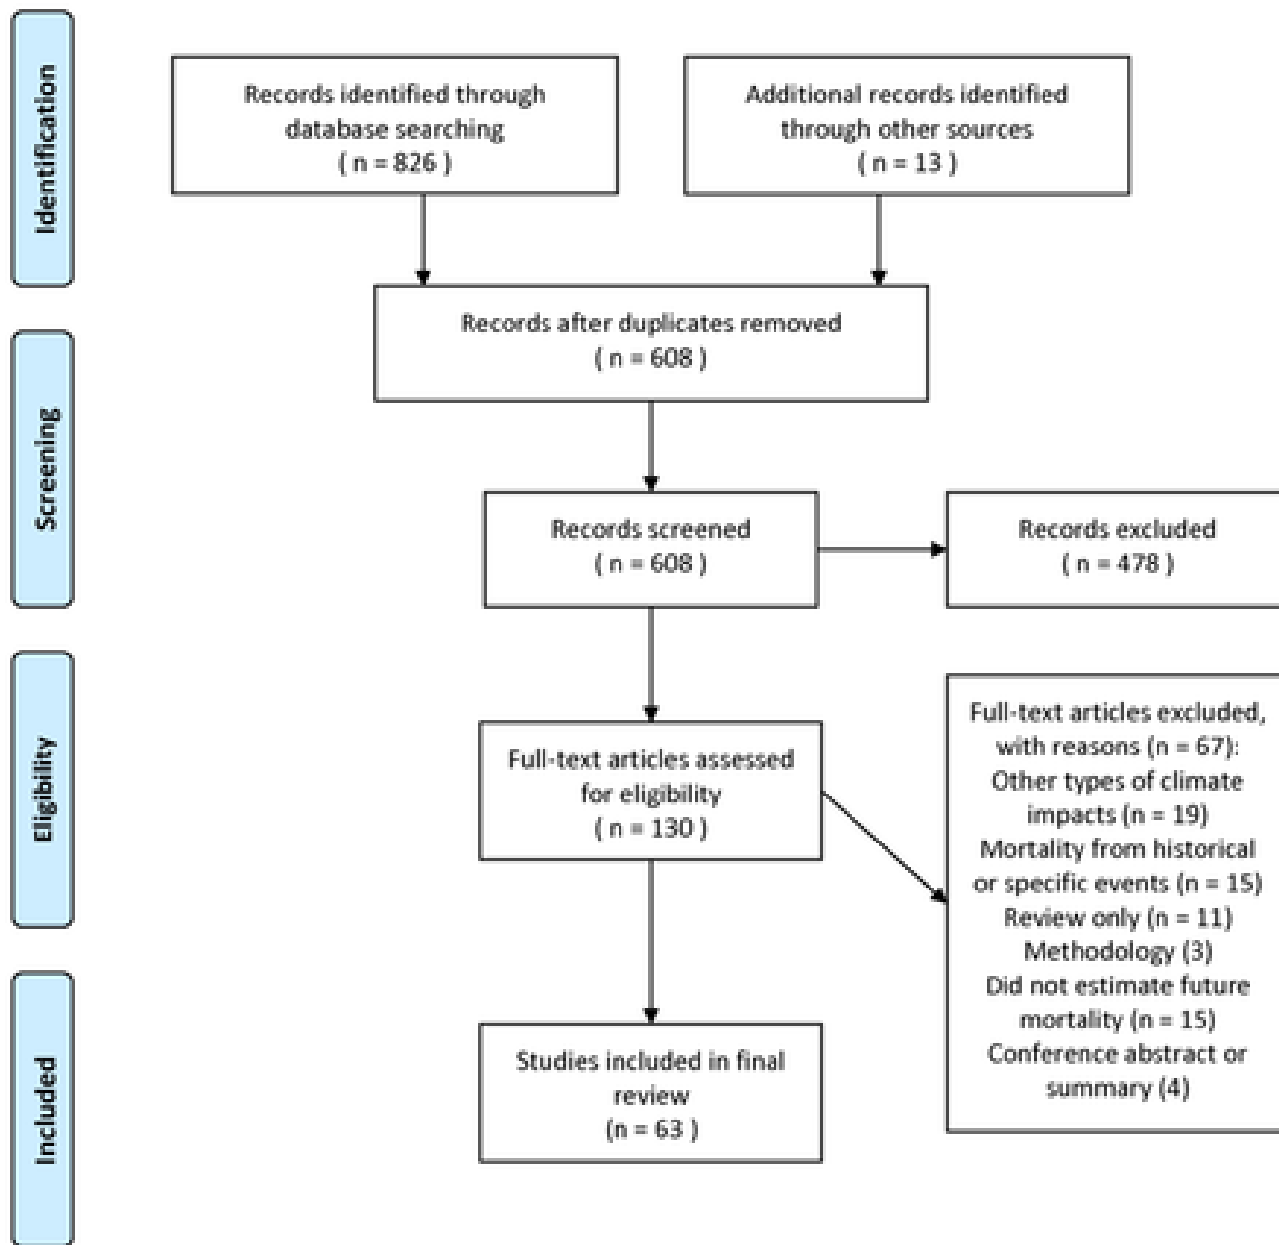 Identification
Records identified through
database searching
( n = 826 )
Additional records identified
through other sources
( n = 13 )
Records after duplicates removed
( n = 608 )
Screening
Records screened
( n = 608 )
Records excluded
( n = 478 )
Eligibility
Full-text articles assessed
for eligibility
( n = 130 )
Full-text articles excluded,
with reasons (n = 67):
Other types of climate
impacts (n = 19)
Mortality from historical
or specific events (n = 15)
Review only (n = 11)
Methodology (3)
Did not estimate future
mortality (n = 15)
Conference abstract or
summary (4)
Included
Studies included in final
review
(n = 63 )